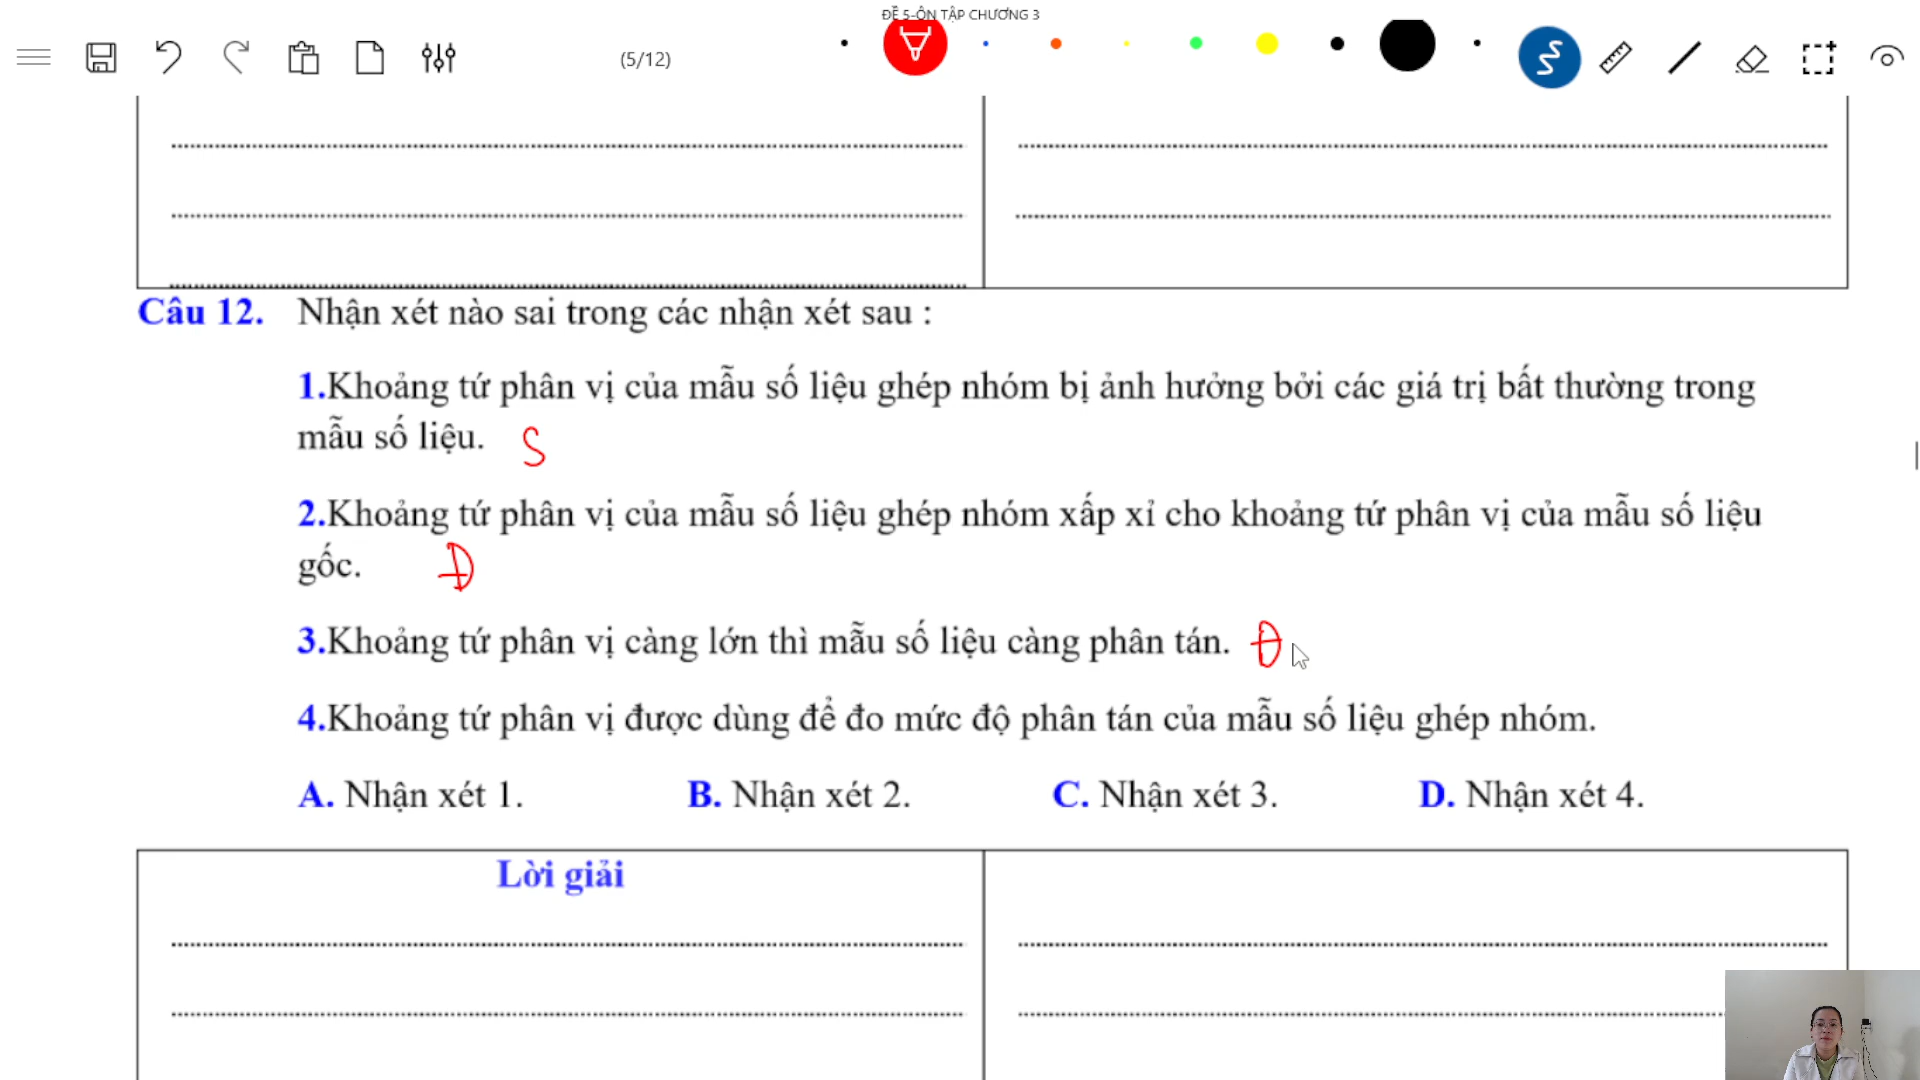 ĐỀ 5-ÔN TẬP CHƯƠNG 3
(5/12)
Câu 12. Nhận xét nào sai trong các nhận xét sau :
1.Khoảng tứ phân vị của mẫu số liệu ghép nhóm bị ảnh hưởng bởi các giá trị bất thường trong
mẫu số liệu. S
2.Khoảng tứ phân vị của mẫu số liệu ghép nhóm xấp xỉ cho khoảng tứ phân vị của mẫu số liệu
gốc. Đ
3.Khoảng tứ phân vị càng lớn thì mẫu số liệu càng phân tán. Đ
4.Khoảng tứ phân vị được dùng để đo mức độ phân tán của mẫu số liệu ghép nhóm.
A. Nhận xét 1. B. Nhận xét 2. C. Nhận xét 3. D. Nhận xét 4.
Lời giải